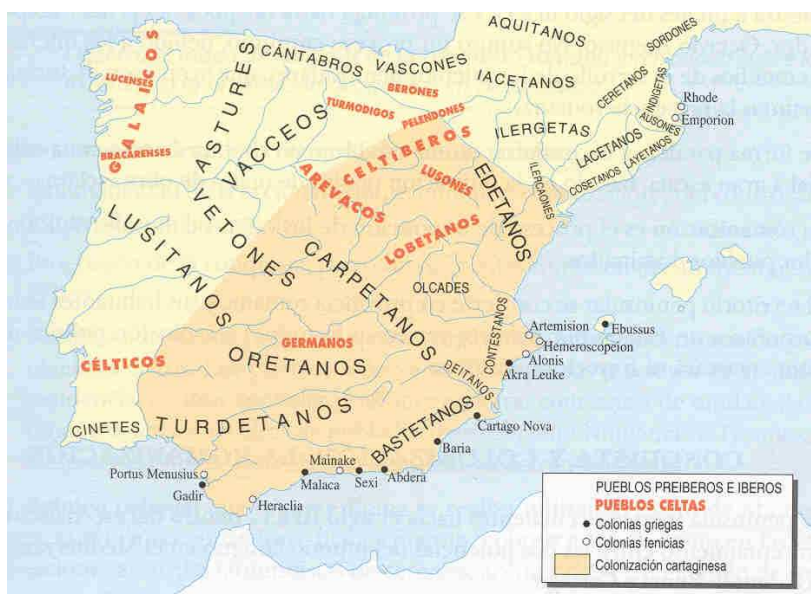 AQUITANOS
SORDONES
CÁNTABROS
VASCONES
IACETANOS
CERETANOS
INDIGETAS
Rhode
Emporion
AUSONES
GALAICOS
LUCENSES
BRACARENSES
ASTURES
VACCEOS
BERONES
TURMODIGOS
PELENDONES
CELTIBEROS
AREVACOS
LUSONES
ILERGETAS
LACETANOS
LAYETANOS
COSETANOS
ILERCAONES
EDETANOS
LOBETANOS
VETONES
LUSITANOS
CARPETANOS
OLCADES
CONTESTANOS
Artemision
Ebussus
Hemeroscopeion
Alonis
Akra Leuke
GERMANOS
CÉLTICOS
ORETANOS
DEITANOS
CINETES
TURDETANOS
BASTETANOS
Cartago Nova
Baria
Portus Menusius
Gadir
Mainake
Malaca
Sexi
Abdera
Heraclia
PUEBLOS PREIBEROS E IBEROS
PUEBLOS CELTAS
Colonias griegas
Colonias fenicias
Colonización cartaginesa